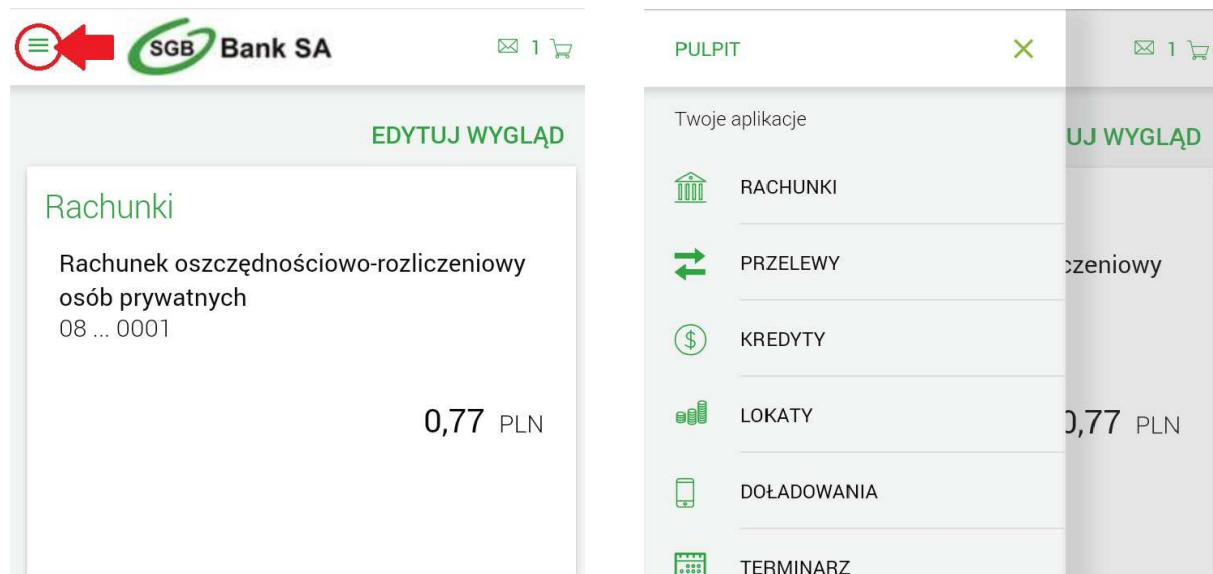 SGB Bank SA
1
EDYTUJ WYGLĄD
Rachunki
Rachunek oszczędnościowo-rozliczeniowy
osób prywatnych
08 ... 0001
0,77 PLN
PULPIT
1
Twoje aplikacje
UJ WYGLĄD
RACHUNKI
PRZELEWY
czeniowy
KREDYTY
LOKATY
0,77 PLN
DOŁADOWANIA
TERMINARZ